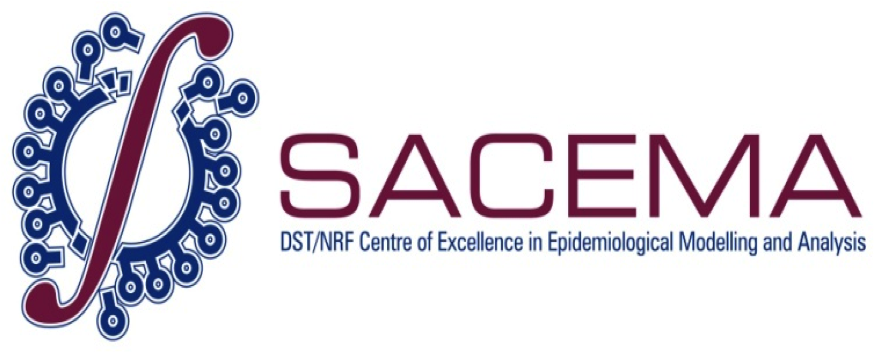 SACEMA
DST/NRF Centre of Excellence in Epidemiological Modelling and Analysis